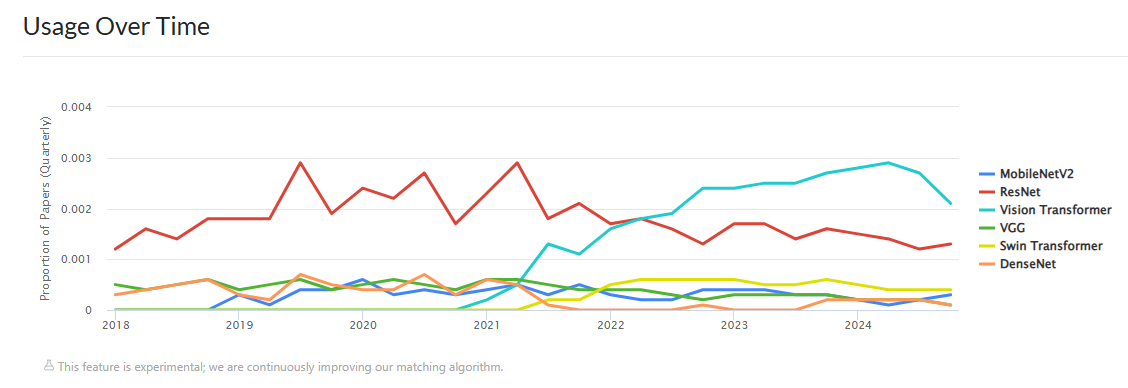 Usage Over Time
Proportion of Papers (Quarterly)
0.004
0.003
0.002
0.001
0
2018 2019 2020 2021 2022 2023 2024
MobileNetV2
ResNet
Vision Transformer
VGG
Swin Transformer
DenseNet
This feature is experimental; we are continuously improving our matching algorithm.